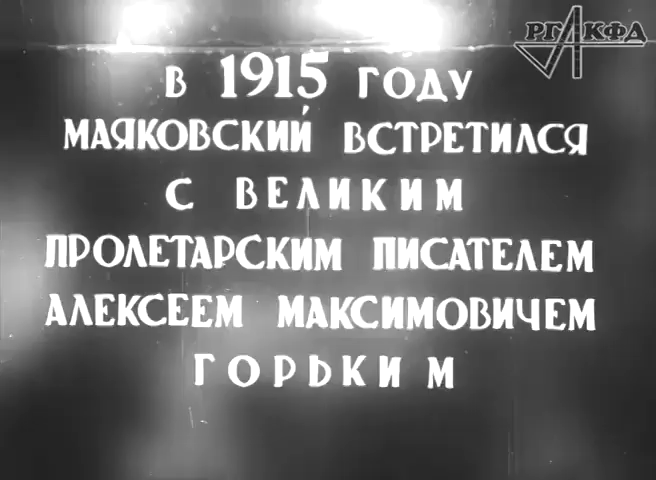 РГАКФД
В 1915 ГОДУ
МАЯКОВСКИЙ ВСТРЕТИЛСЯ
С ВЕЛИКИМ
ПРОЛЕТАРСКИМ ПИСАТЕЛЕМ
АЛЕКСЕЕМ МАКСИМОВИЧЕМ
ГОРЬКИМ